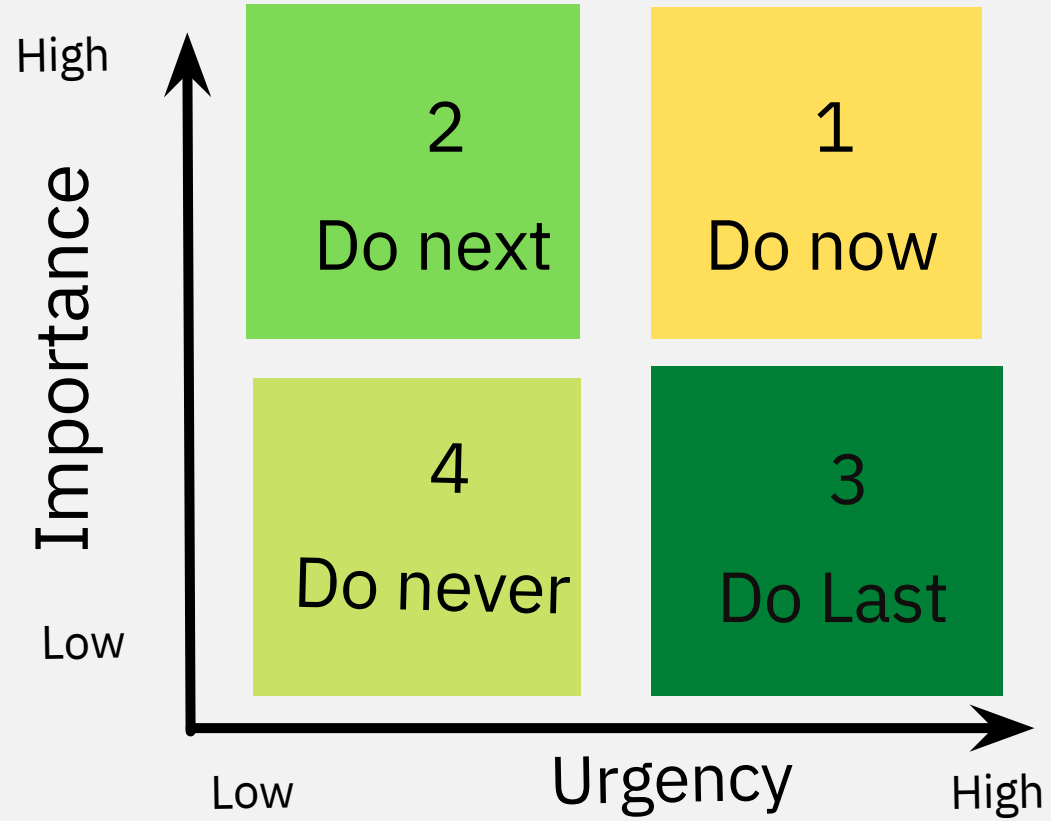 High
Importance
Low
2
Do next
1
Do now
4
Do never
3
Do Last
Low
Urgency
High